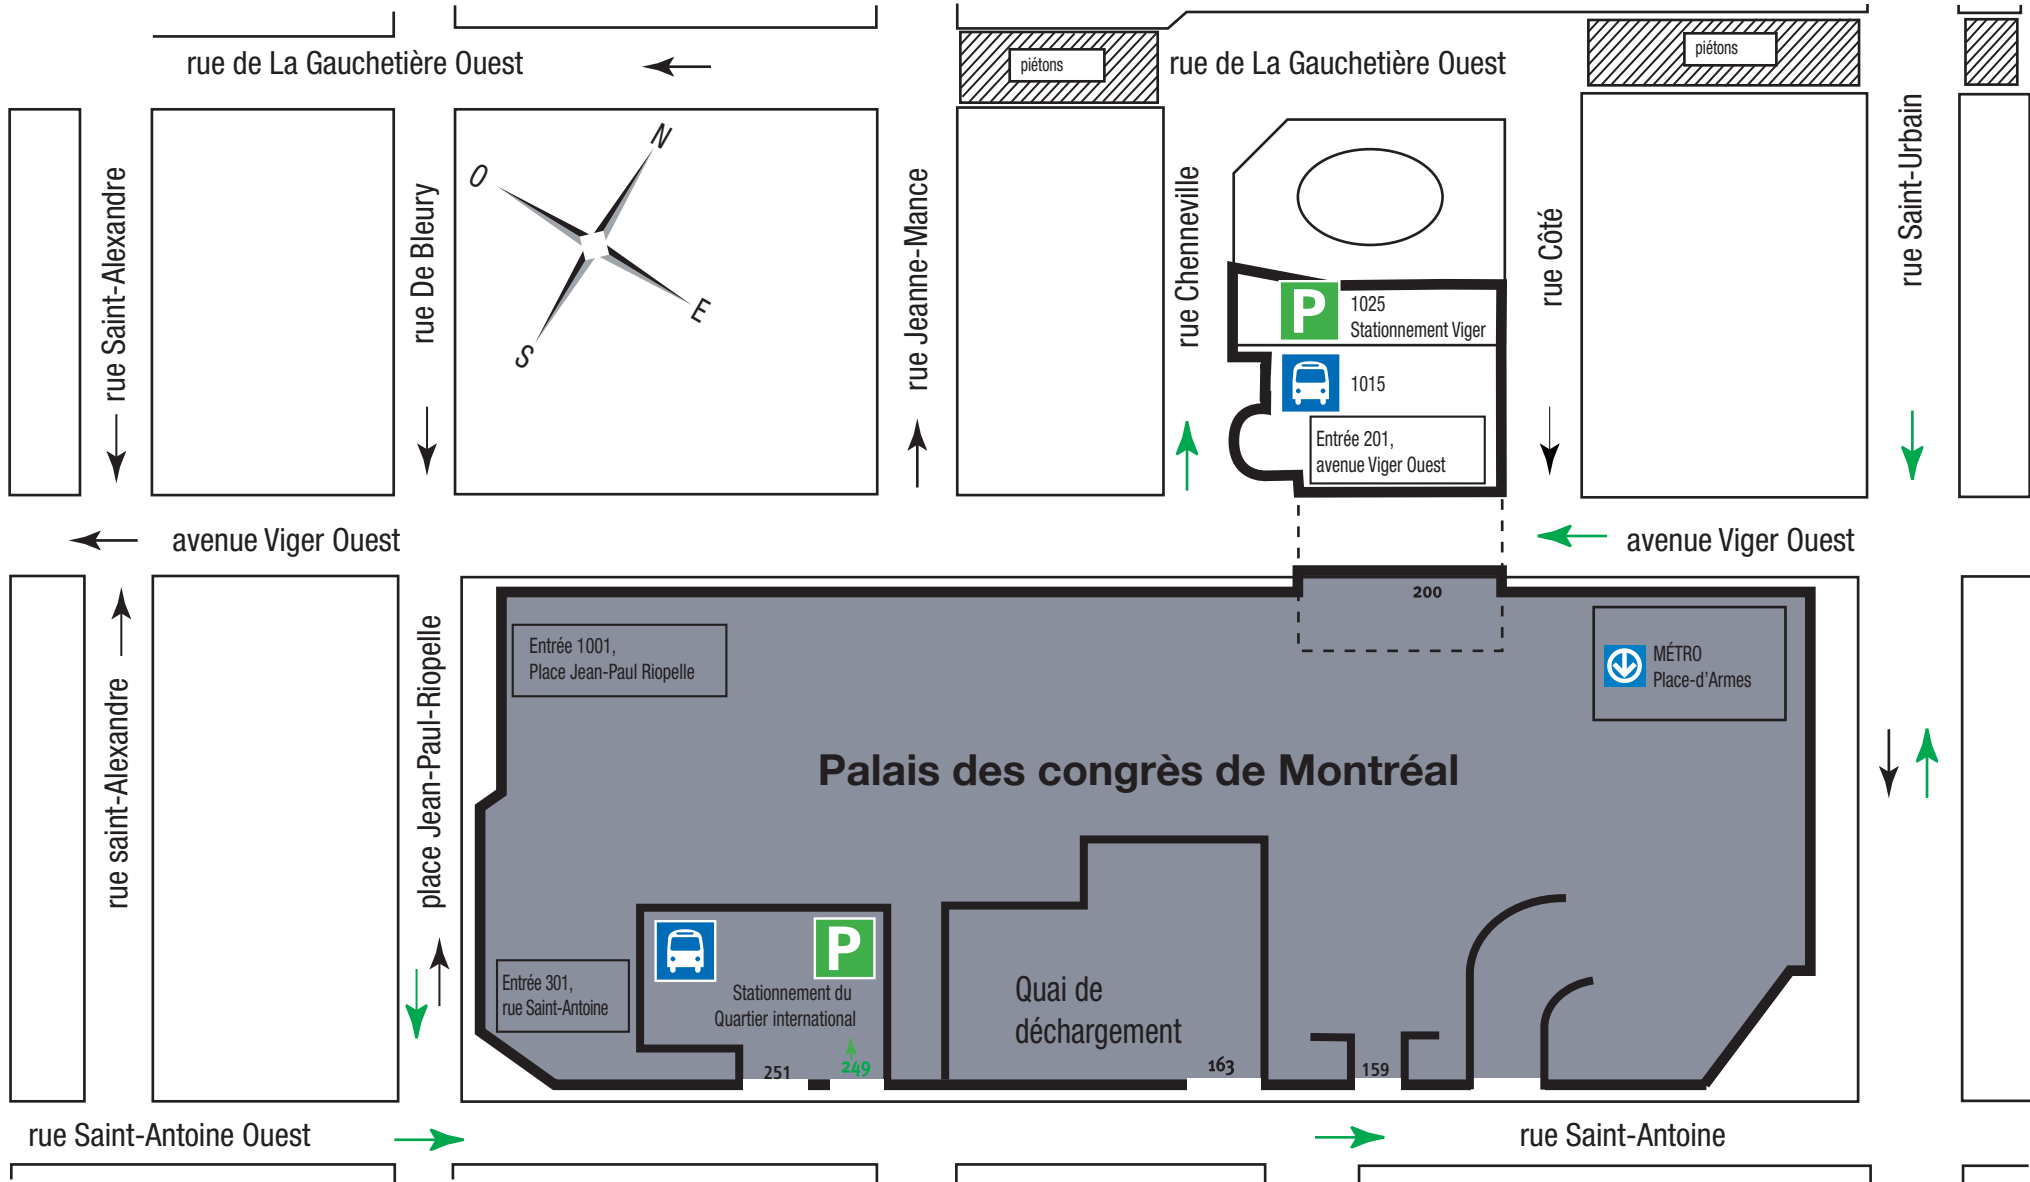 rue de La Gauchetière Ouest
piétons
rue de La Gauchetière Ouest
piétons
rue Saint-Alexandre
rue De Bleury
O
N
S
E
rue Jeanne-Mance
rue Chenneville
rue Côté
rue Saint-Urbain
P
1025
Stationnement Viger
1015
Entrée 201,
avenue Viger Ouest
avenue Viger Ouest
avenue Viger Ouest
rue saint-Alexandre
place Jean-Paul-Riopelle
200
Entrée 1001,
Place Jean-Paul Riopelle
MÉTRO
Place-d'Armes
Palais des congrès de Montréal
P
Entrée 301,
rue Saint-Antoine
Stationnement du
Quartier international
Quai de
déchargement
251
249
163
159
rue Saint-Antoine Ouest
rue Saint-Antoine